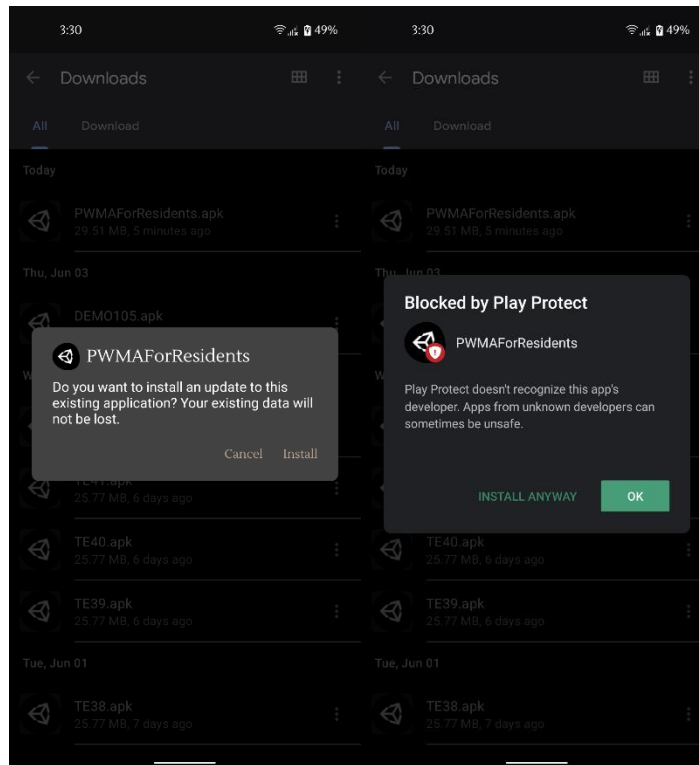 3:30
49%
Downloads
All
Download
Today
PWMAForResidents.apk
29.51 MB, 5 minutes ago
Thu, Jun 03
DEMO105.apk
PWMAForResidents
Do you want to install an update to this
existing application? Your existing data will
not be lost.
Cancel
Install
25.77 MB, 6 days ago
TE40.apk
25.77 MB, 6 days ago
TE39.apk
25.77 MB, 6 days ago
Tue, Jun 01
TE38.apk
25.77 MB, 7 days ago
3:30
49%
Downloads
All
Download
Today
PWMAForResidents.apk
29.51 MB, 5 minutes ago
Thu, Jun 03
Blocked by Play Protect
PWMAForResidents
Play Protect doesn't recognize this app's
developer. Apps from unknown developers can
sometimes be unsafe.
INSTALL ANYWAY
OK
TE40.apk
25.77 MB, 6 days ago
TE39.apk
25.77 MB, 6 days ago
Tue, Jun 01
TE38.apk
25.77 MB, 7 days ago